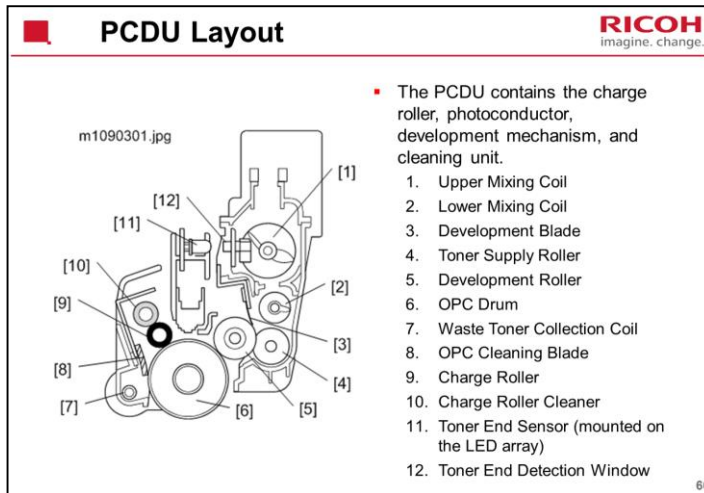 PCDU Layout
RICOH
imagine. change.
m1090301.jpg
[1]
[12]
[11]
[10]
[2]
[9]
[3]
[8]
[4]
[7]
[6]
[5]
▪ The PCDU contains the charge
roller, photoconductor,
development mechanism, and
cleaning unit.
1. Upper Mixing Coil
2. Lower Mixing Coil
3. Development Blade
4. Toner Supply Roller
5. Development Roller
6. OPC Drum
7. Waste Toner Collection Coil
8. OPC Cleaning Blade
9. Charge Roller
10. Charge Roller Cleaner
11. Toner End Sensor (mounted on
the LED array)
12. Toner End Detection Window